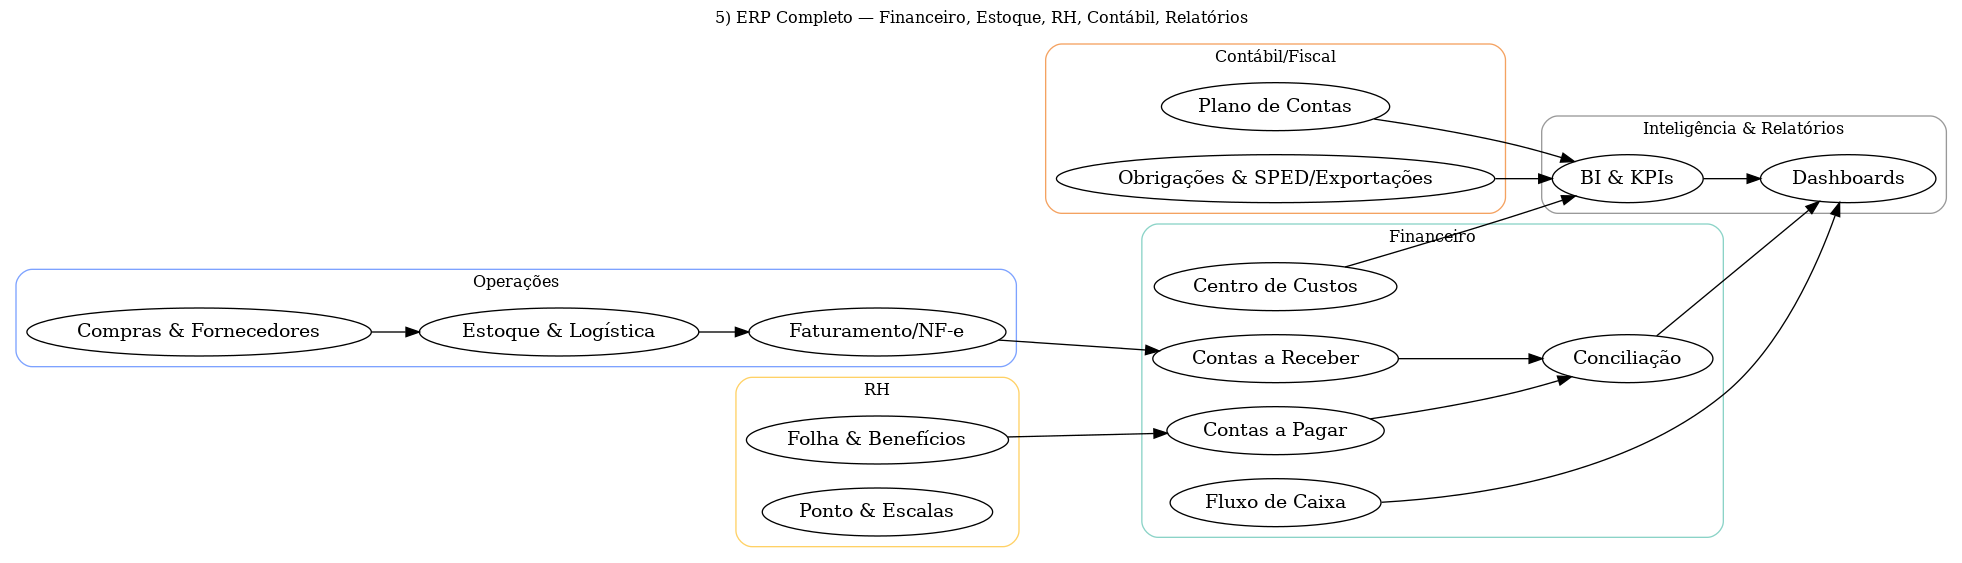 5) ERP Completo — Financeiro, Estoque, RH, Contábil, Relatórios
Contábil/Fiscal
Plano de Contas
Obrigações & SPED/Exportações
Inteligência & Relatórios
BI & KPIs
Dashboards
Operações
Compras & Fornecedores
Estoque & Logística
Faturamento/NF-e
RH
Folha & Benefícios
Ponto & Escalas
Financeiro
Centro de Custos
Contas a Receber
Conciliação
Contas a Pagar
Fluxo de Caixa